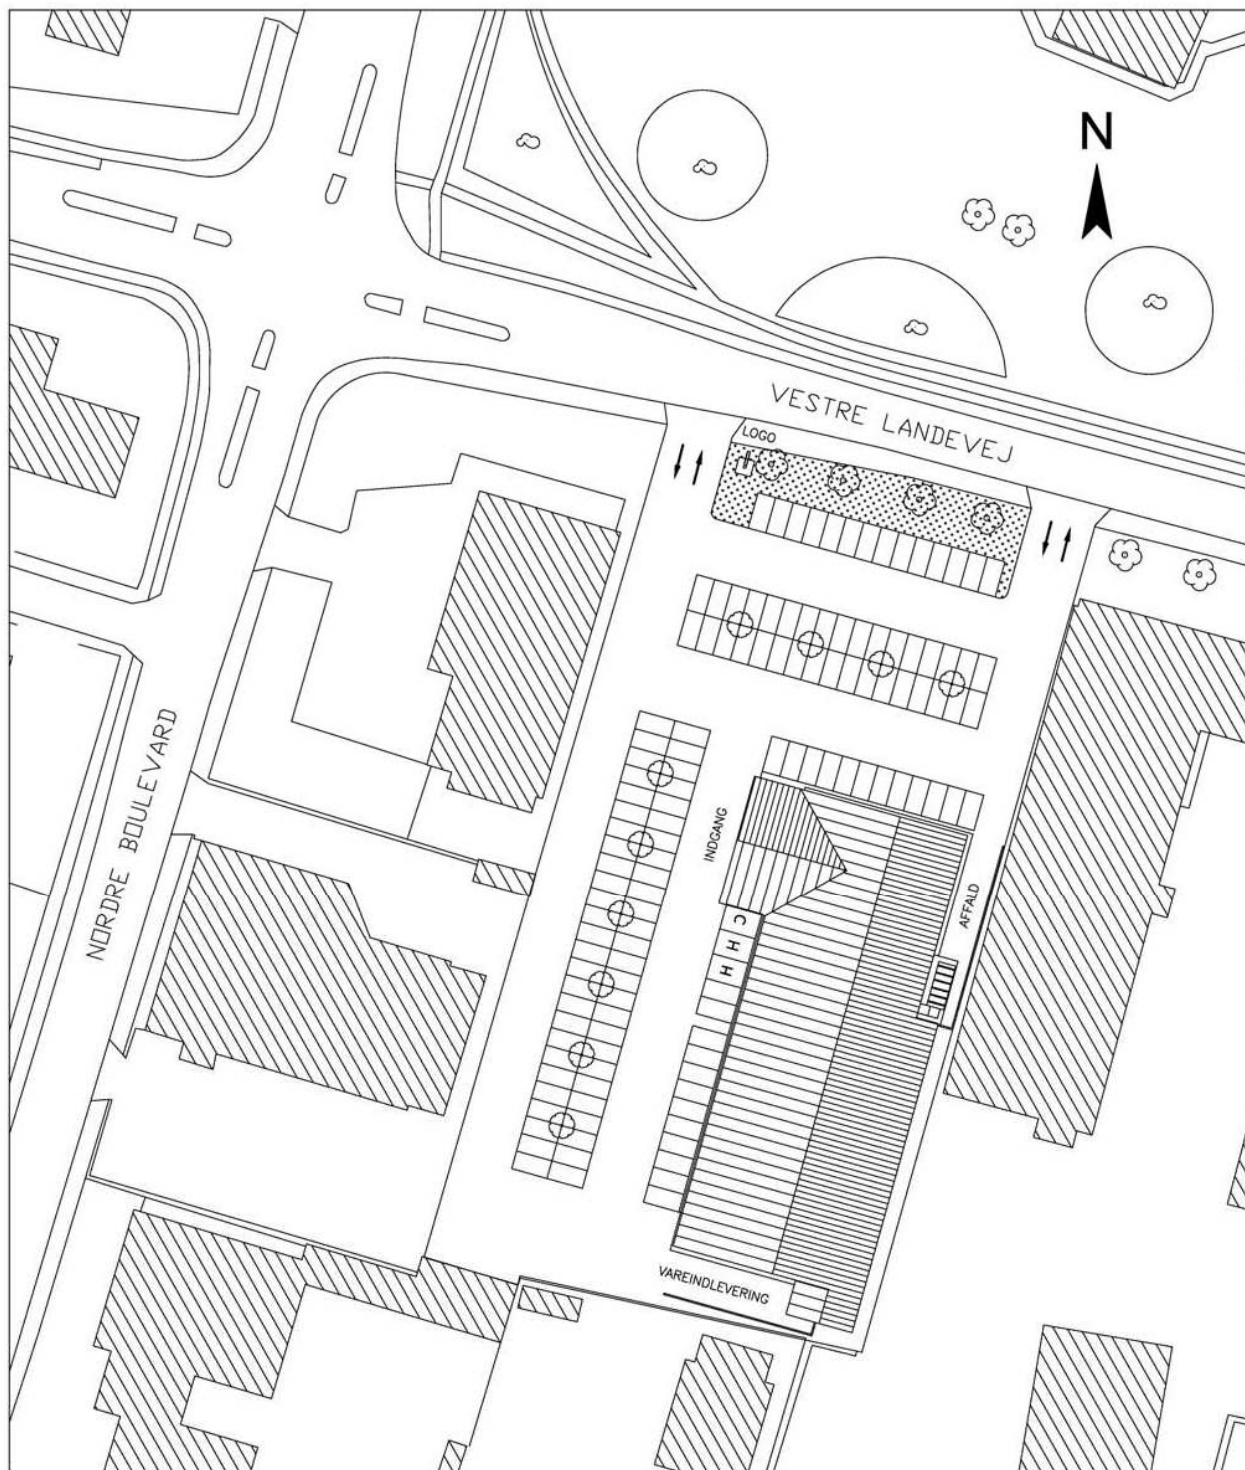 N
VESTRE LANDEVEJ
LOGO
NORDRE BOULEVARD
INDGANG
AFFALD
C
H
H
VAREINDLEVERING